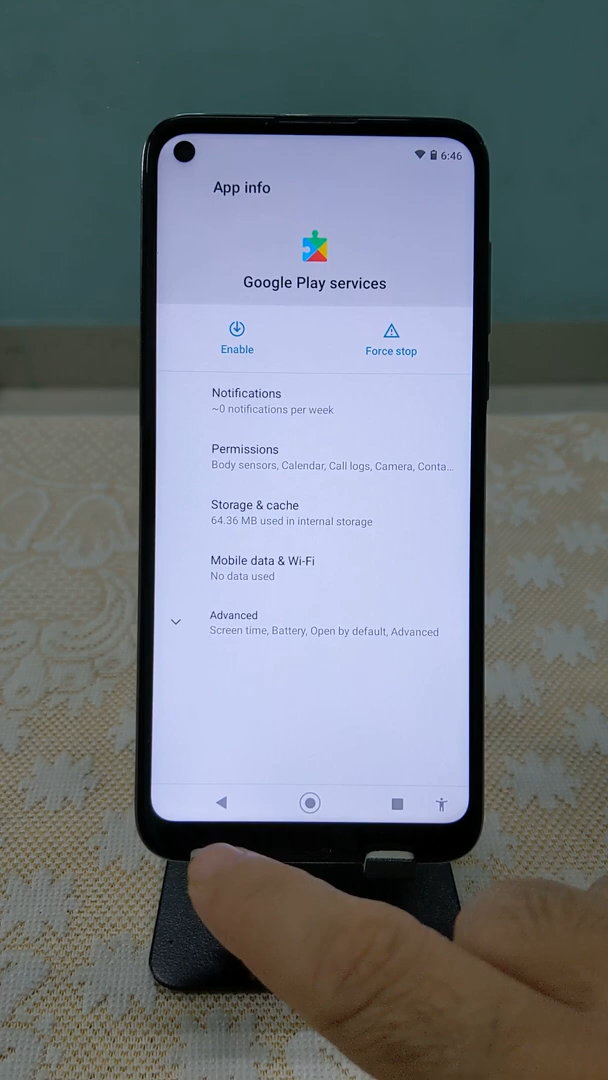 6:46
App info
Google Play services
Enable
Force stop
Notifications
~0 notifications per week
Permissions
Body sensors, Calendar, Call logs, Camera, Conta...
Storage & cache
64.36 MB used in internal storage
Mobile data & Wi-Fi
No data used
Advanced
Screen time, Battery, Open by default, Advanced